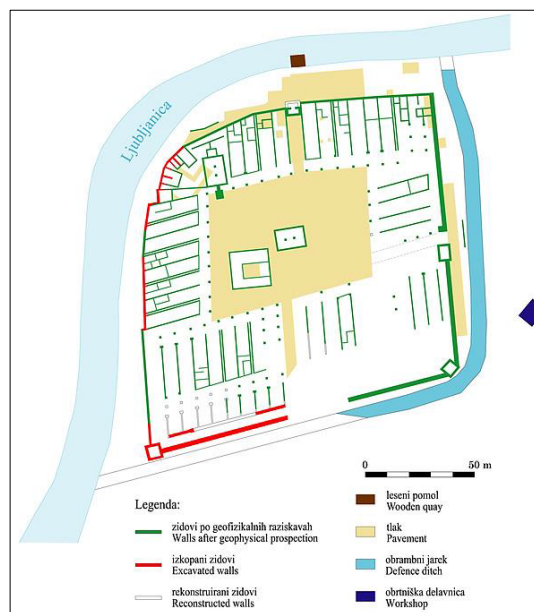 Ljubljanica
0 50 m
Legenda:
zidovi po geofizikalnih raziskavah
Walls after geophysical prospection
izkopani zidovi
Excavated walls
rekonstruirani zidovi
Reconstructed walls
leseni pomol
Wooden quay
tlak
Pavement
obrambni jarek
Defence ditch
obrtniška delavnica
Workshop